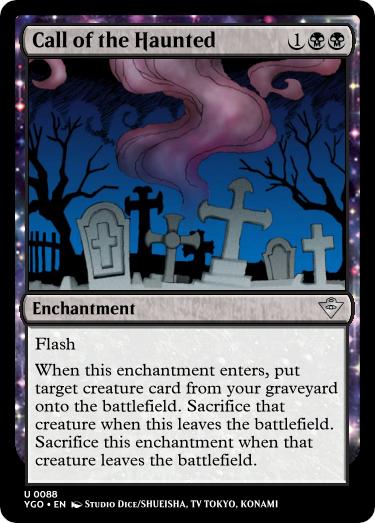 Call of the Haunted 1
Enchantment
Flash
When this enchantment enters, put
target creature card from your graveyard
onto the battlefield. Sacrifice that
creature when this leaves the battlefield.
Sacrifice this enchantment when that
creature leaves the battlefield.
U 0088
YGO • EN Studio Dice/SHUEISHA, TV TOKYO, KONAMI